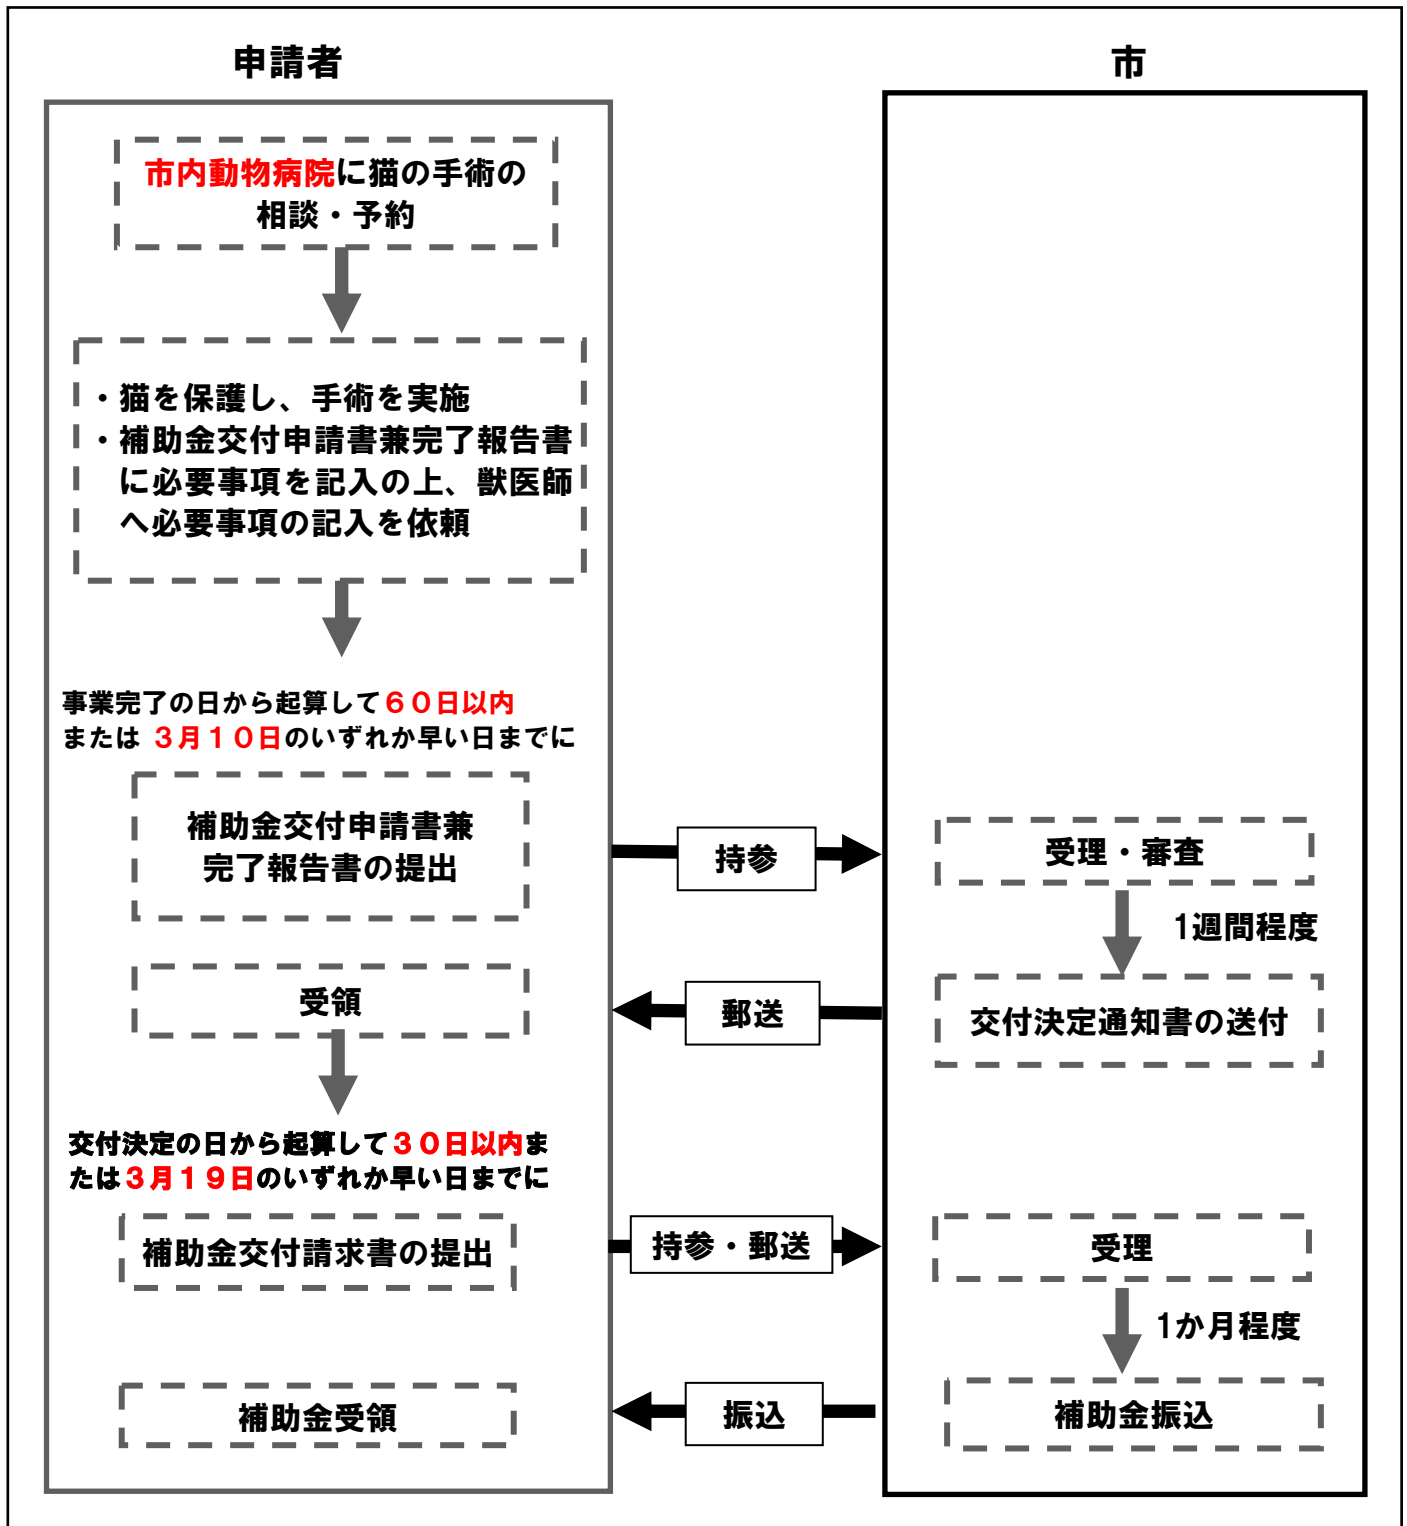 申請者
市
市内動物病院に猫の手術の
相談・予約
・猫を保護し、手術を実施
・補助金交付申請書兼完了報告書
に必要事項を記入の上、獣医師
へ必要事項の記入を依頼
事業完了の日から起算して６０日以内
または ３月１０日のいずれか早い日までに
補助金交付申請書兼
完了報告書の提出
持参
受理・審査
1週間程度
受領
郵送
交付決定通知書の送付
交付決定の日から起算して３０日以内ま
たは３月１９日のいずれか早い日までに
補助金交付請求書の提出
持参・郵送
受理
1か月程度
補助金受領
振込
補助金振込